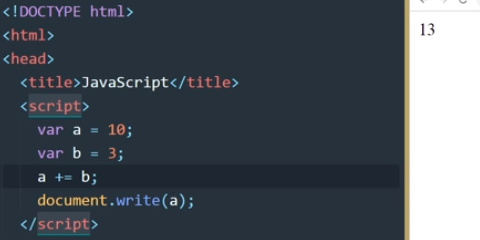 <!DOCTYPE html>
<html>
<head>
<title>JavaScript</title>
<script>
var a = 10;
var b = 3;
a += b;
document.write(a);
</script>
13